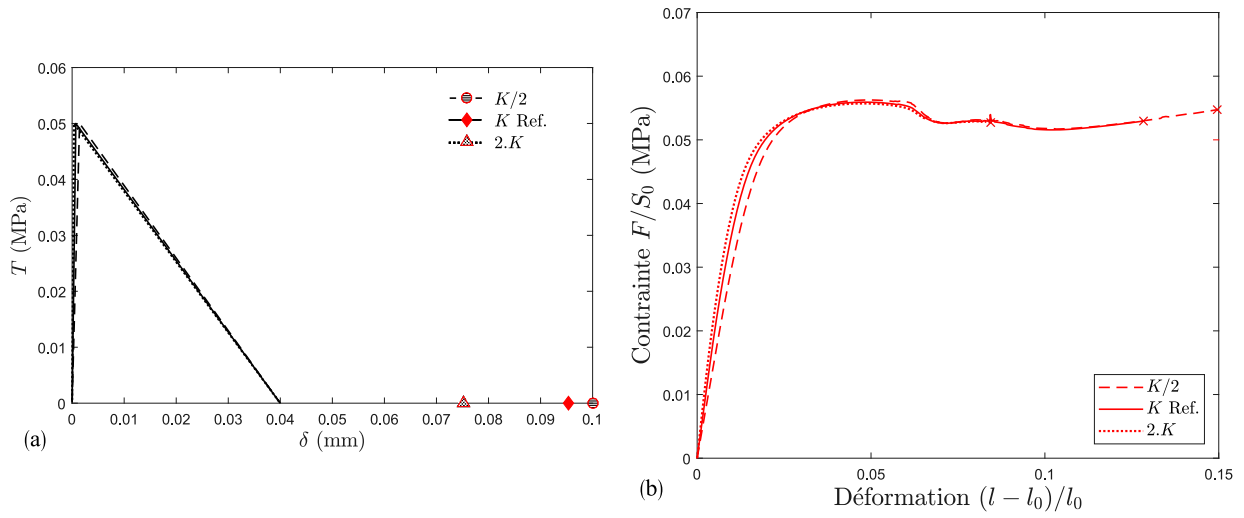 0.06
0.05
0.04
0.03
0.02
0.01
0
T (MPa)
0 0.01 0.02 0.03 0.04 0.05 0.06 0.07 0.08 0.09 0.1
δ (mm)
K/2
K Ref.
2.K
(a)
0.07
0.06
0.05
0.04
0.03
0.02
0.01
0
Contrainte F/S₀ (MPa)
0 0.05 0.1 0.15
Déformation (l − l₀)/l₀
K/2
K Ref.
2.K
(b)